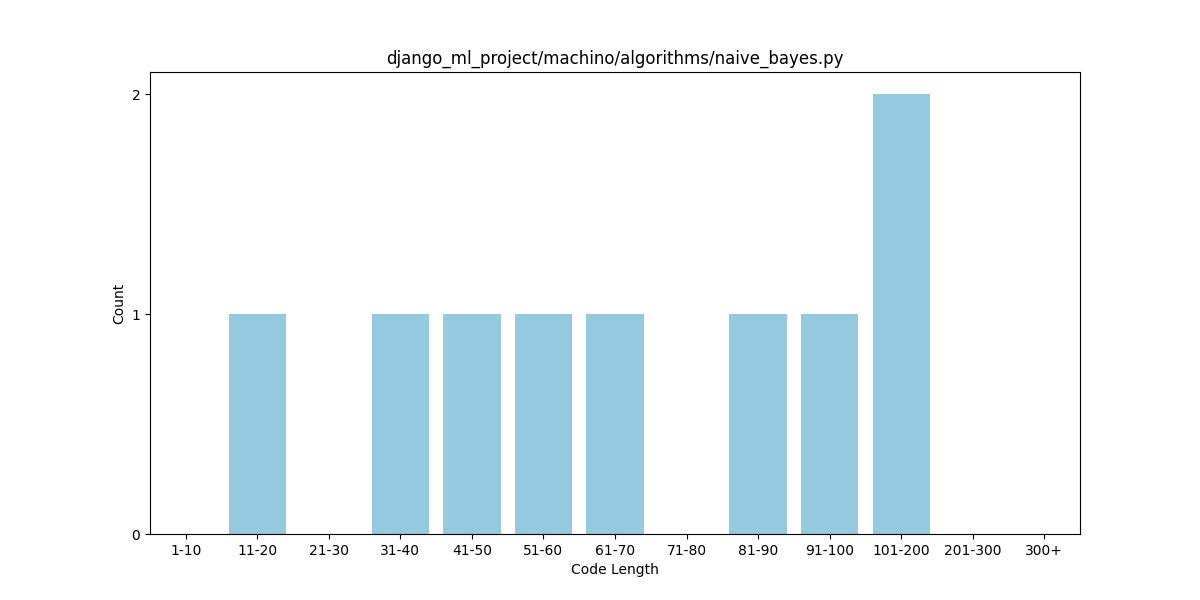 django_ml_project/machino/algorithms/naive_bayes.py
2
1
0
Count
1-10 11-20 21-30 31-40 41-50 51-60 61-70 71-80 81-90 91-100 101-200 201-300 300+
Code Length